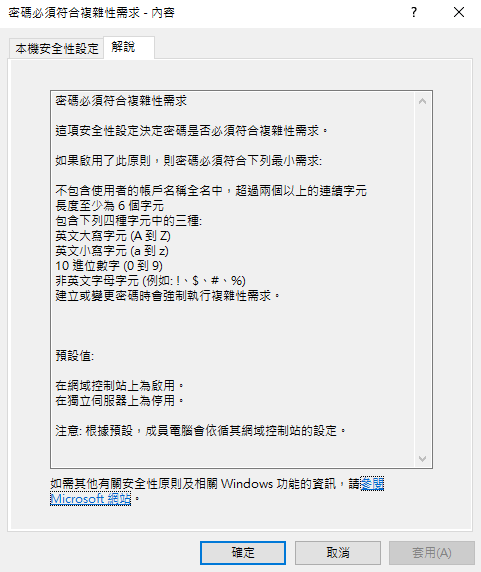 密碼必須符合複雜性需求 - 內容
本機安全性設定
解說
密碼必須符合複雜性需求
這項安全性設定決定密碼是否必須符合複雜性需求。
如果啟用了此原則，則密碼必須符合下列最小需求:
不包含使用者的帳戶名稱全名中，超過兩個以上的連續字元
長度至少為 6 個字元
包含下列四種字元中的三種:
英文大寫字元 (A 到 Z)
英文小寫字元 (a 到 z)
10 進位數字 (0 到 9)
非英文字母字元 (例如: !、$、#、%)
建立或變更密碼時會強制執行複雜性需求。
預設值:
在網域控制站上為啟用。
在獨立伺服器上為停用。
注意: 根據預設，成員電腦會依循其網域控制站的設定。
如需其他有關安全性原則及相關 Windows 功能的資訊，請參閱
Microsoft 網站。
確定
取消
套用(A)